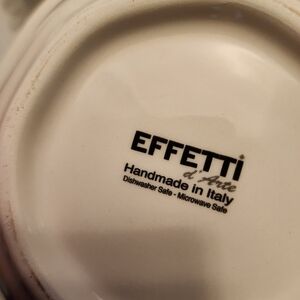 EFFETTi
d'Arte
Handmade in Italy
Dishwasher Safe - Microwave Safe